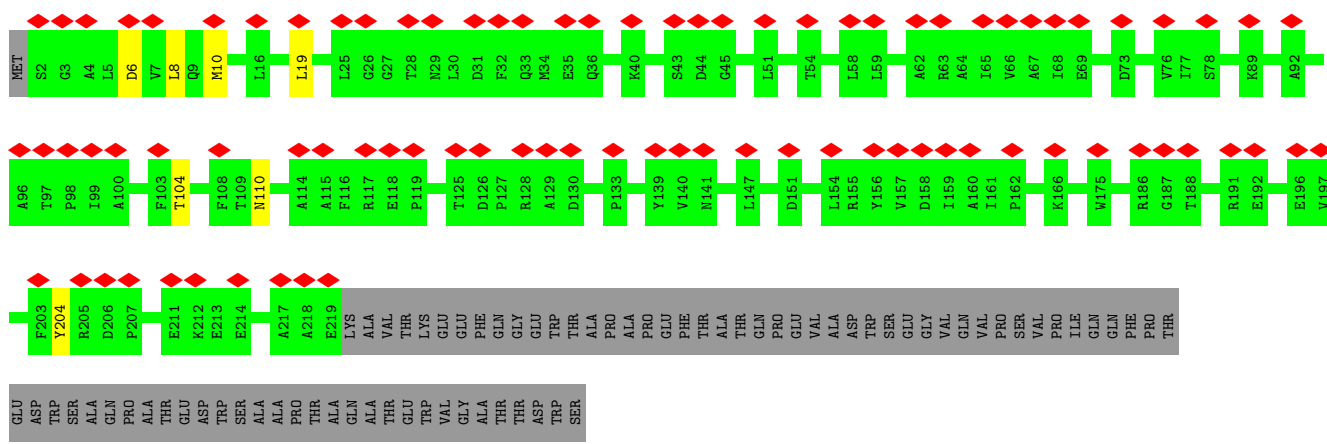 MET S2 G3 A4 L5 D6 V7 L8 Q9 M10 L16 L19 L25 G26 G27 T28 N29 L30 D31 F32 Q33 M34 E35 Q36 K40 S43 D44 G45 L51 T54 L58 L59 A62 R63 A64 I65 V66 A67 I68 E69 D73 V76 I77 S78 K89 A92
A96 T97 P98 I99 A100 F103 T104 F108 T109 N110 A114 A115 F116 R117 E118 P119 T125 D126 P127 R128 A129 D130 P133 Y139 V140 N141 L147 D151 L154 R155 Y156 V157 D158 I159 A160 I161 P162 K166 W175 R186 G187 T188 R191 E192 E196 V197
F203 Y204 R205 D206 P207 E211 K212 E213 E214 A217 A218 E219 LYS ALA VAL THR LYS GLU GLU PHE GLN GLY GLU TRP THR ALA PRO ALA PRO GLU PHE THR ALA THR GLN PRO GLU VAL ALA ASP TRP SER GLU GLY VAL GLN VAL PRO SER VAL PRO ILE GLN GLN PHE PRO THR
GLU ASP TRP SER ALA GLN PRO ALA THR GLU ASP TRP SER ALA ALA PRO THR ALA GLN ALA THR GLU TRP VAL GLY ALA THR THR ASP TRP SER